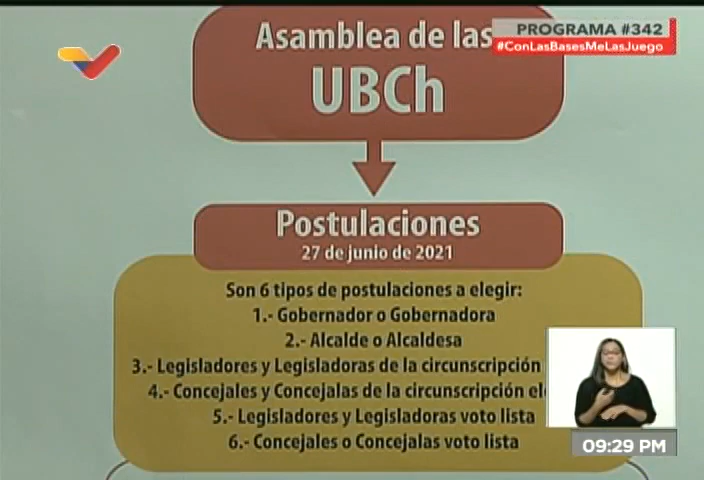 PROGRAMA #342
#ConLasBasesMeLasJuego
Asamblea de las
UBCh
Postulaciones
27 de junio de 2021
Son 6 tipos de postulaciones a elegir:
1.- Gobernador o Gobernadora
2.- Alcalde o Alcaldesa
3.- Legisladores y Legisladoras de la circunscripción
4.- Concejales y Concejalas de la circunscripción
5.- Legisladores y Legisladoras voto lista
6.- Concejales o Concejalas voto lista
09:29 PM